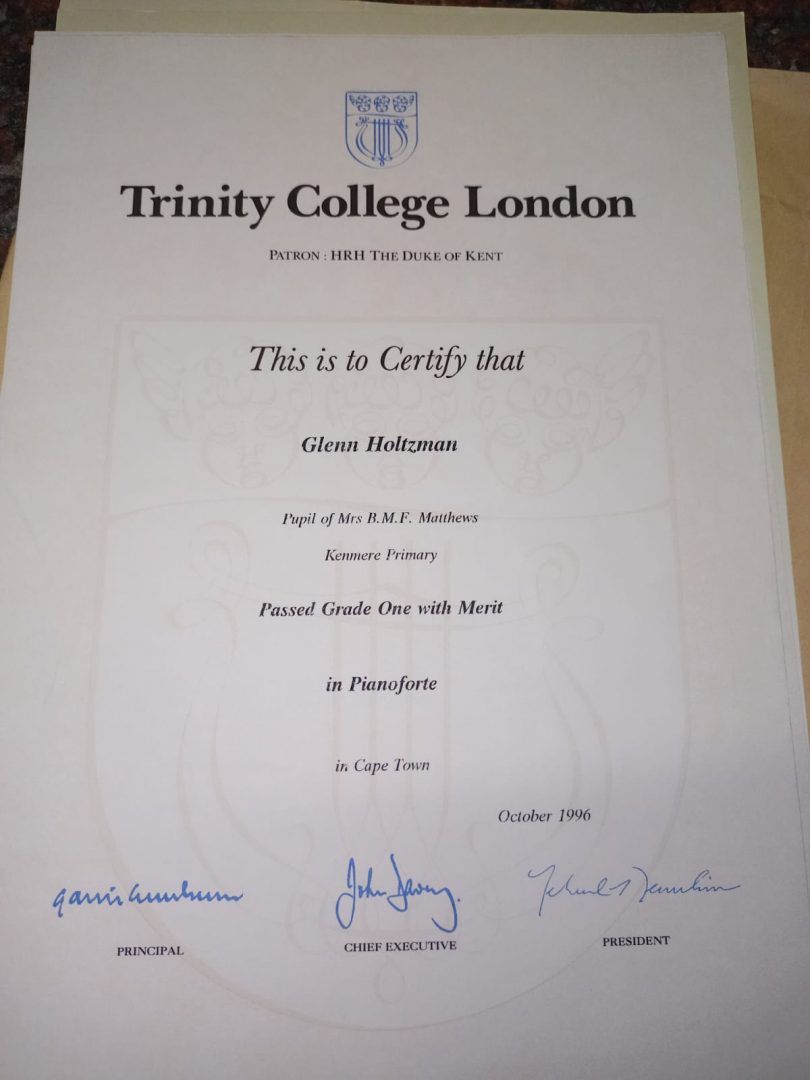 Trinity College London
PATRON : HRH THE DUKE OF KENT
This is to Certify that
Glenn Holtzman
Pupil of Mrs B.M.F. Matthews
Kenmere Primary
Passed Grade One with Merit
in Pianoforte
in Cape Town
October 1996
John
PRINCIPAL CHIEF EXECUTIVE PRESIDENT